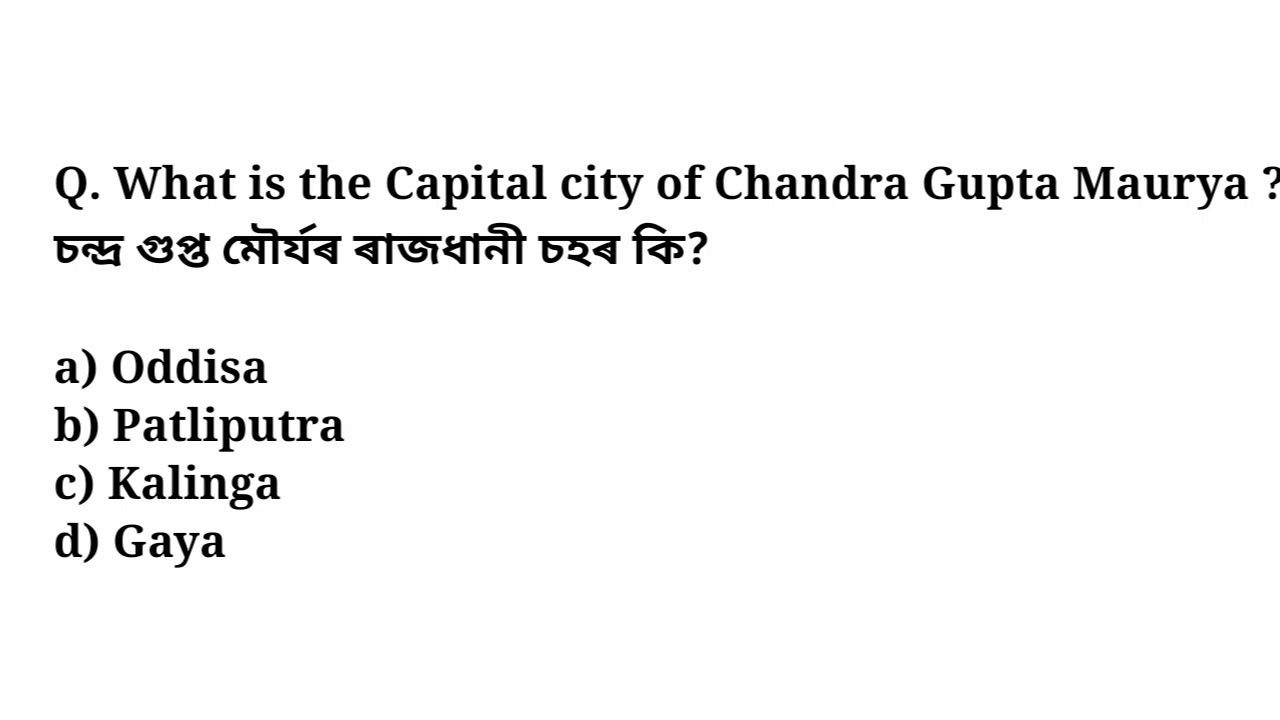 Q. What is the Capital city of Chandra Gupta Maurya ?
চন্দ্ৰ গুপ্ত মৌৰ্যৰ ৰাজধানী চহৰ কি?
a) Oddisa
b) Patliputra
c) Kalinga
d) Gaya